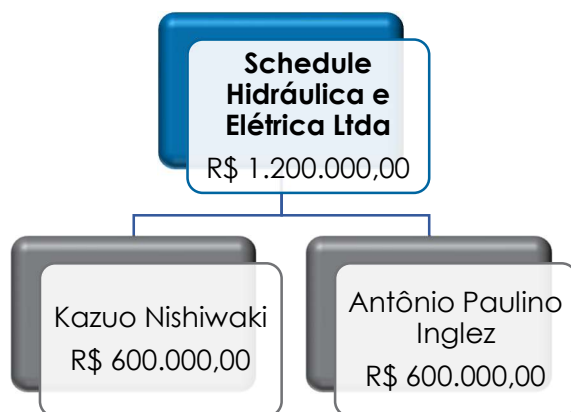 Schedule
Hidráulica e
Elétrica Ltda
R$ 1.200.000,00
Kazuo Nishiwaki
R$ 600.000,00
Antônio Paulino
Inglez
R$ 600.000,00